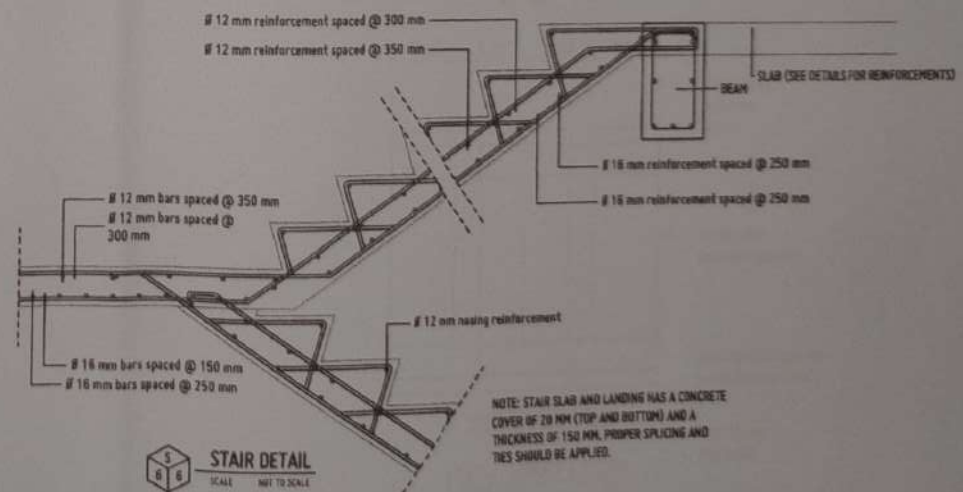 Ø 12 mm reinforcement spaced @ 300 mm
Ø 12 mm reinforcement spaced @ 350 mm
SLAB (SEE DETAILS FOR REINFORCEMENTS)
BEAM
Ø 16 mm reinforcement spaced @ 250 mm
Ø 16 mm reinforcement spaced @ 250 mm
Ø 12 mm bars spaced @ 350 mm
Ø 12 mm bars spaced @
300 mm
Ø 12 mm nosing reinforcement
Ø 16 mm bars spaced @ 150 mm
Ø 16 mm bars spaced @ 250 mm
NOTE: STAIR SLAB AND LANDING HAS A CONCRETE
COVER OF 20 MM (TOP AND BOTTOM) AND A
THICKNESS OF 150 MM. PROPER SPLICING AND
TIES SHOULD BE APPLIED.
S
6 6
STAIR DETAIL
SCALE NOT TO SCALE